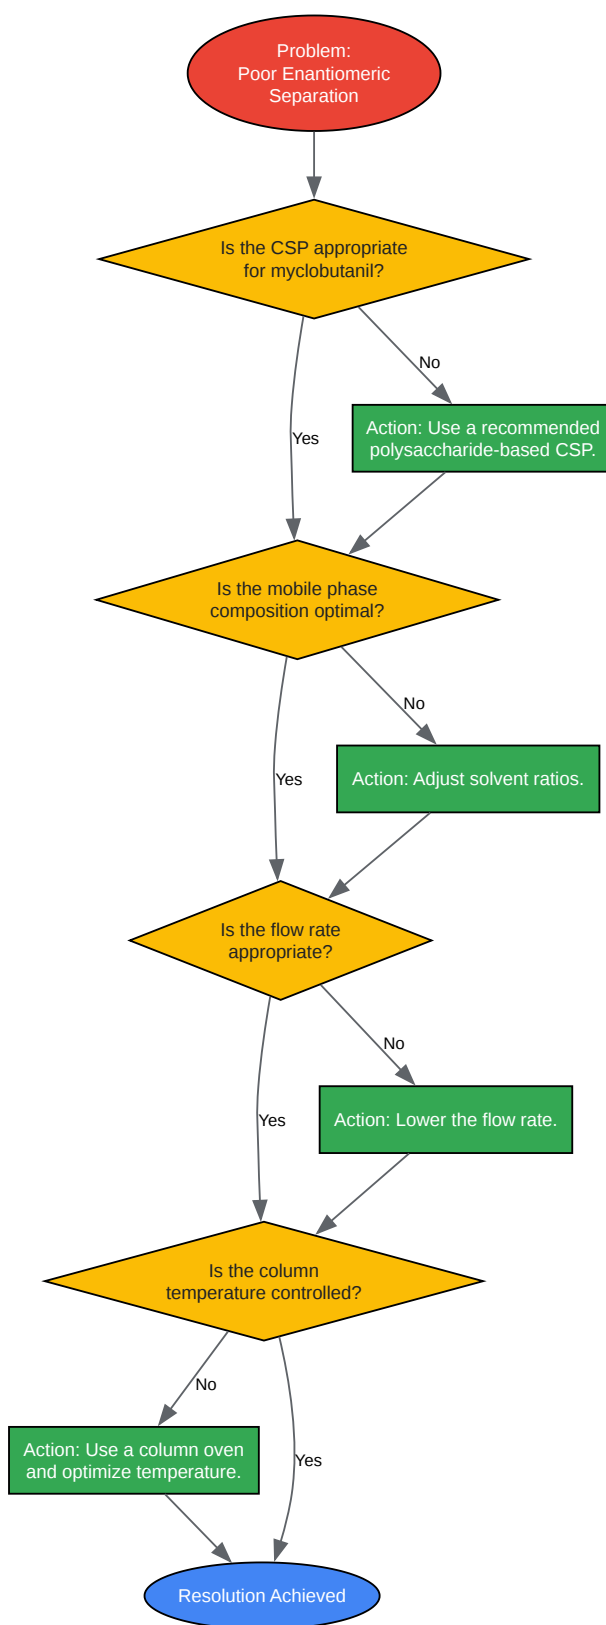 Problem:
Poor Enantiomeric
Separation
Is the CSP appropriate
for myclobutanil?
No
Action: Use a recommended
polysaccharide-based CSP.
Yes
Is the mobile phase
composition optimal?
No
Action: Adjust solvent ratios.
Yes
Is the flow rate
appropriate?
No
Action: Lower the flow rate.
Yes
Is the column
temperature controlled?
No
Action: Use a column oven
and optimize temperature.
Yes
Resolution Achieved